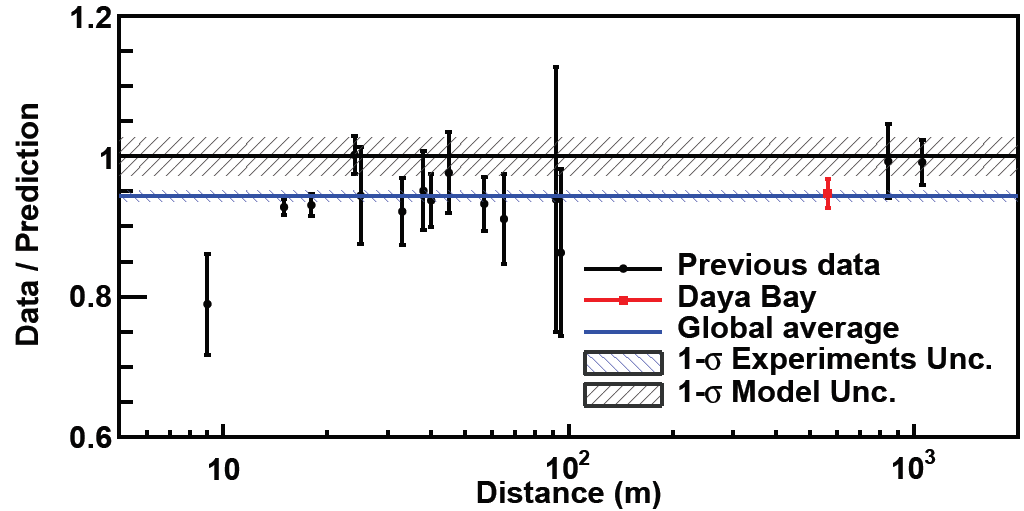 1.2
1
0.8
0.6
Data / Prediction
Previous data
Daya Bay
Global average
1-σ Experiments Unc.
1-σ Model Unc.
10 10² 10³
Distance (m)